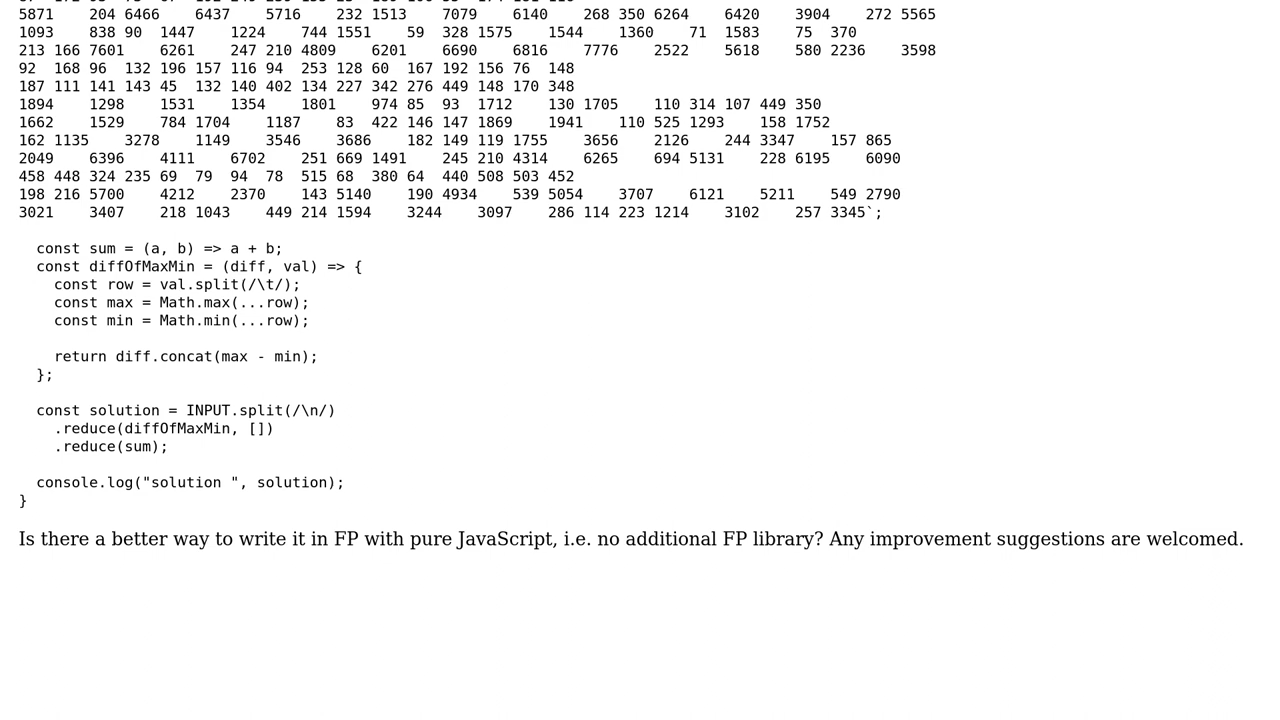 5871    204 6466    6437    5716    232 1513    7079    6140    268 350 6264    6420    3904    272 5565
1093    838 90  1447    1224    744 1551    59  328 1575    1544    1360    71  1583    75  370
213 166 7601    6261    247 210 4809    6201    6690    6816    7776    2522    5618    580 2236    3598
92  168 96  132 196 157 116 94  253 128 60  167 192 156 76  148
187 111 141 143 45  132 140 402 134 227 342 276 449 148 170 348
1894    1298    1531    1354    1801    974 85  93  1712    130 1705    110 314 107 449 350
1662    1529    784 1704    1187    83  422 146 147 1869    1941    110 525 1293    158 1752
162 1135    3278    1149    3546    3686    182 149 119 1755    3656    2126    244 3347    157 865
2049    6396    4111    6702    251 669 1491    245 210 4314    6265    694 5131    228 6195    6090
458 448 324 235 69  79  94  78  515 68  380 64  440 508 503 452
198 216 5700    4212    2370    143 5140    190 4934    539 5054    3707    6121    5211    549 2790
3021    3407    218 1043    449 214 1594    3244    3097    286 114 223 1214    3102    257 3345`;
  const sum = (a, b) => a + b;
  const diffOfMaxMin = (diff, val) => {
    const row = val.split(/\t/);
    const max = Math.max(...row);
    const min = Math.min(...row);
    return diff.concat(max - min);
  };
  const solution = INPUT.split(/\n/)
    .reduce(diffOfMaxMin, [])
    .reduce(sum);
  console.log("solution ", solution);
}
Is there a better way to write it in FP with pure JavaScript, i.e. no additional FP library? Any improvement suggestions are welcomed.